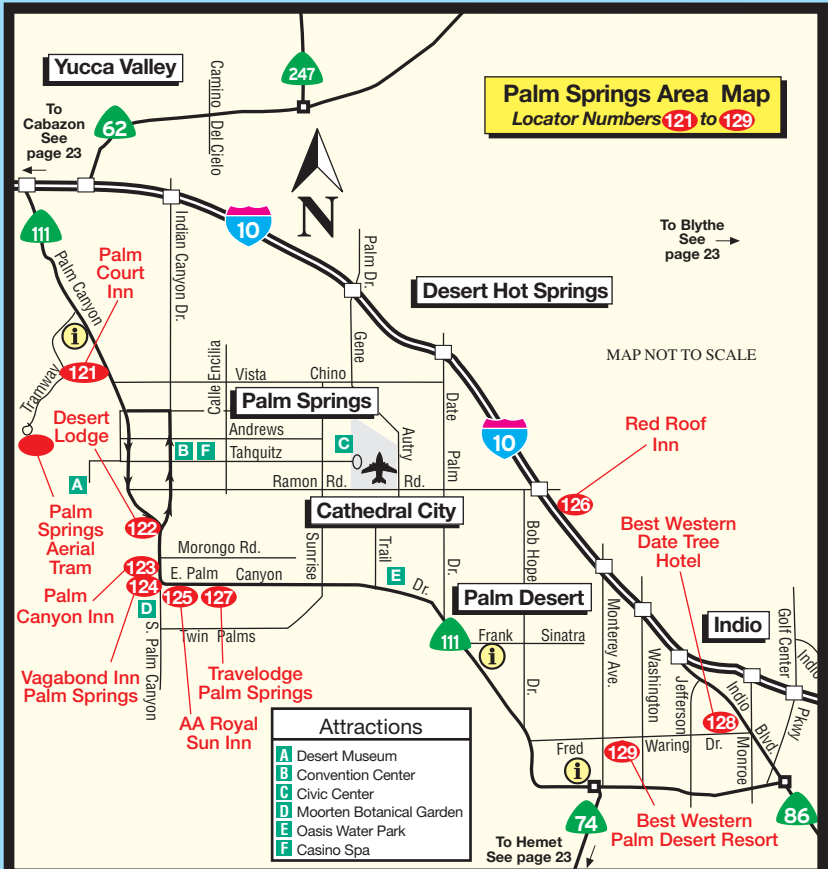 Yucca Valley
247
Palm Springs Area Map
Locator Numbers 121 to 129
Camino Del Cielo
To
Cabazon
See
page 23
62
N
111
10
Indian Canyon Dr.
Palm Dr.
To Blythe
See
page 23
Palm
Court
Inn
Palm Canyon
Desert Hot Springs
i
Gene
MAP NOT TO SCALE
121
Tramway
Calle Encilia
Vista Chino
Date
Palm Springs
Desert
Lodge
Andrews
Autry
10
Red Roof
Inn
B
F
C
Tahquitz
Palm
A
Ramon Rd.
Rd.
126
Palm
Springs
Aerial
Tram
122
Cathedral City
Best Western
Date Tree
Hotel
Morongo Rd.
Sunrise
Trail
Bob Hope
123
E. Palm Canyon
E
Dr.
Dr.
Palm Desert
Monterey Ave.
Golf Center
Palm
Canyon Inn
124
125
127
D
Indio
Indio
S. Palm Canyon
Twin Palms
111
Frank Sinatra
i
Washington
Vagabond Inn
Palm Springs
Travelodge
Palm Springs
Dr.
Jefferson
Indio
Blvd.
Pkwy
AA Royal
Sun Inn
128
Attractions
A Desert Museum
B Convention Center
C Civic Center
D Moorten Botanical Garden
E Oasis Water Park
F Casino Spa
Fred
Waring
Dr.
Monroe
i
129
74
86
Best Western
Palm Desert Resort
To Hemet
See page 23